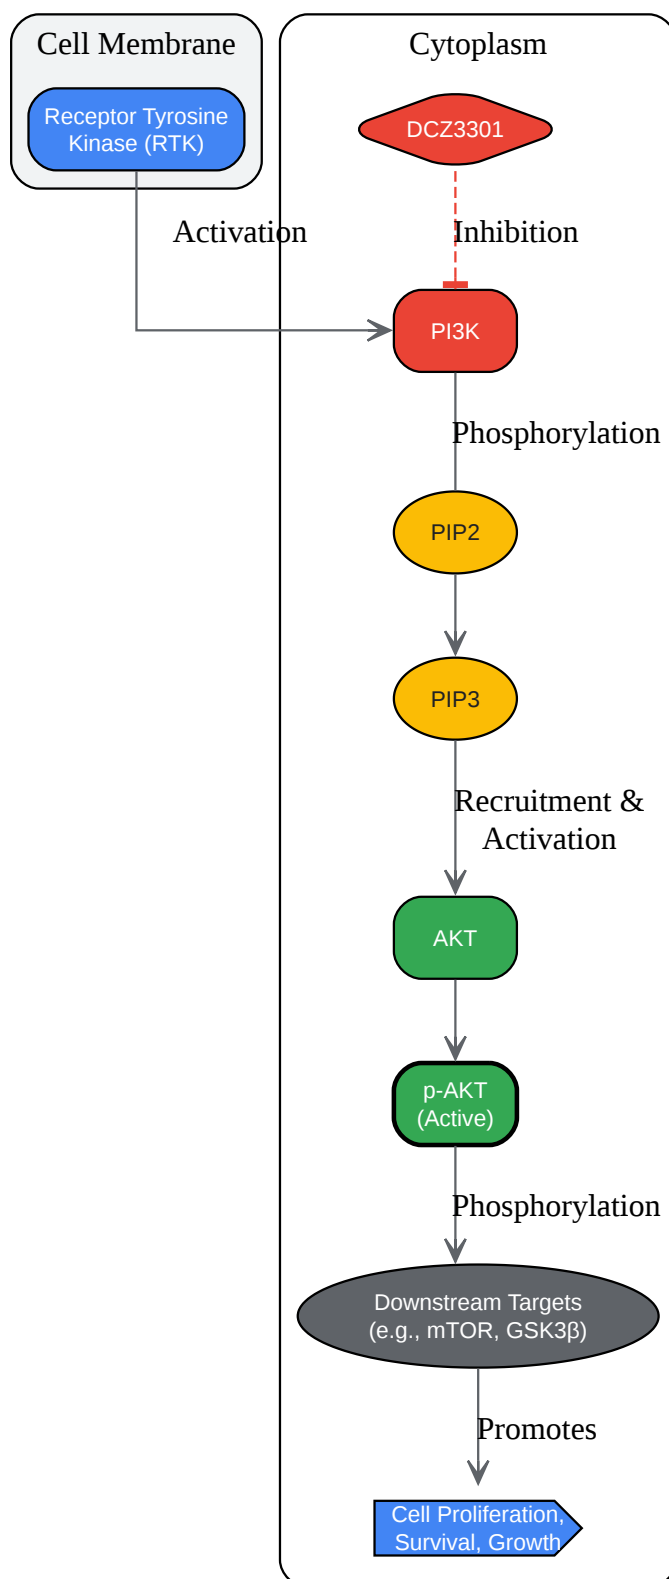 Cell Membrane
Receptor Tyrosine
Kinase (RTK)
Cytoplasm
DCZ3301
Activation
Inhibition
PI3K
Phosphorylation
PIP2
PIP3
Recruitment &
Activation
AKT
p-AKT
(Active)
Phosphorylation
Downstream Targets
(e.g., mTOR, GSK3β)
Promotes
Cell Proliferation,
Survival, Growth